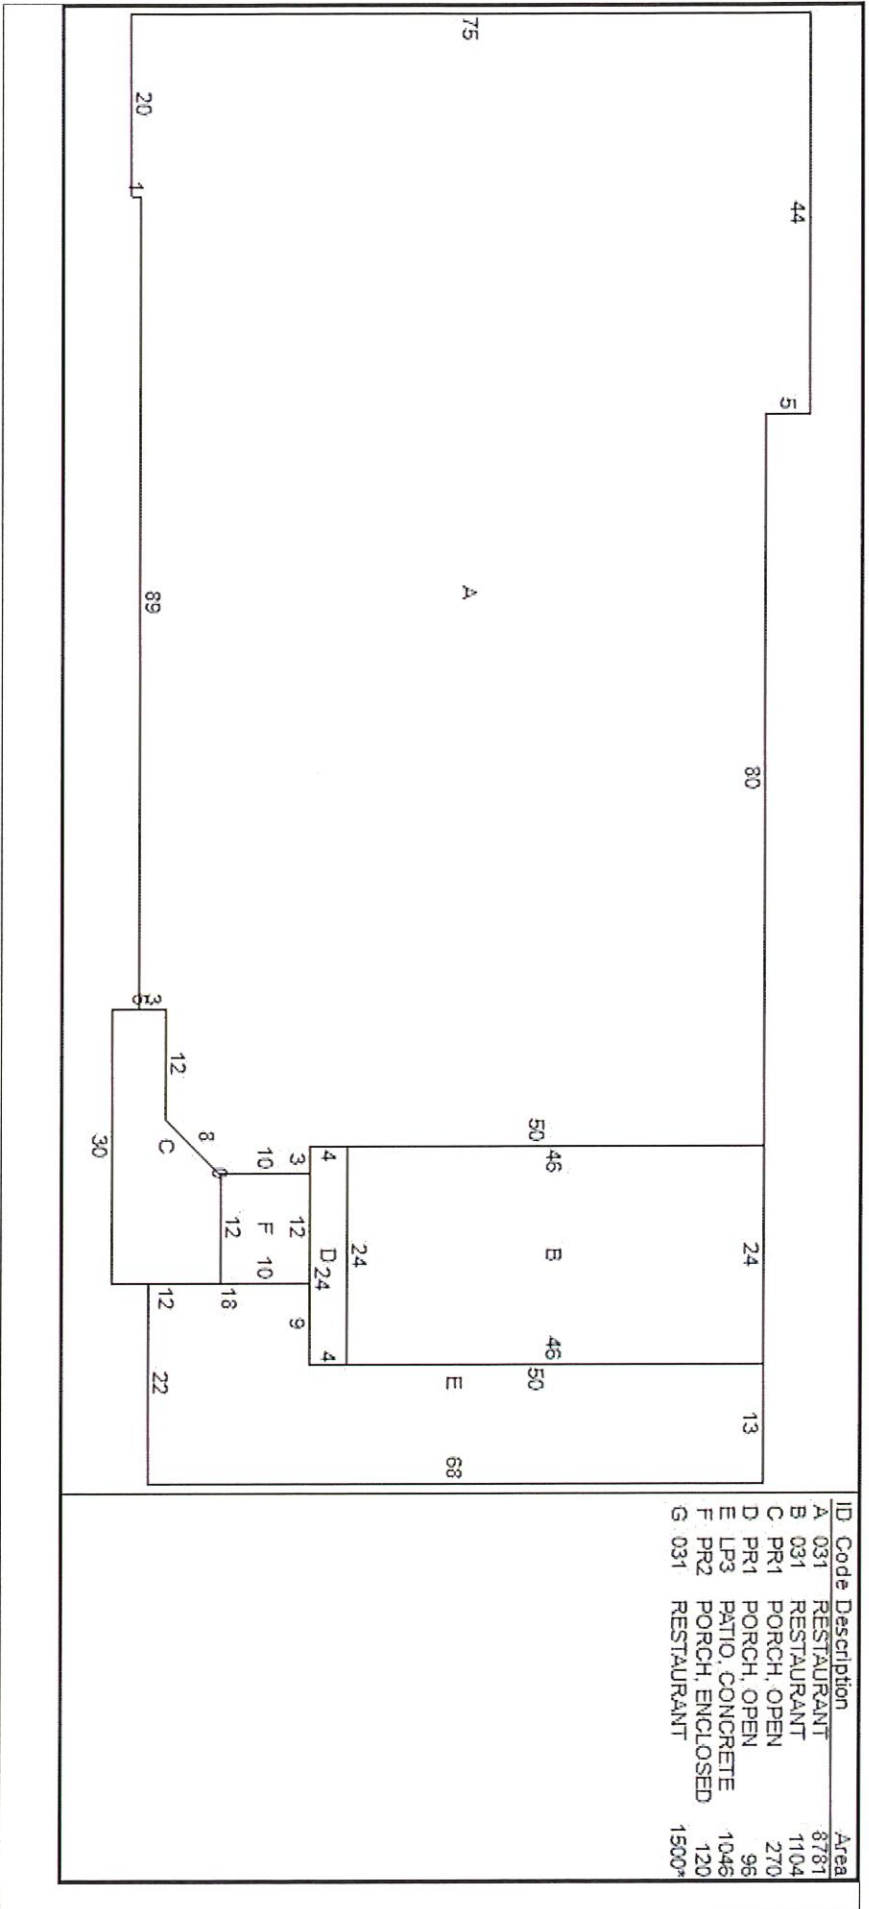 44
5
80
24
13
46
B
46
50
50
75
A
E
68
24
4
D
24
4
3
12
9
10
F
10
12
18
8
12
C
12
22
3
89
20
1
30
ID Code Description Area
A 031 RESTAURANT 8781
B 031 RESTAURANT 1104
C PR1 PORCH, OPEN 270
D PR1 PORCH, OPEN 96
E LP3 PATIO, CONCRETE 1046
F PR2 PORCH, ENCLOSED 120
G 031 RESTAURANT 1500*